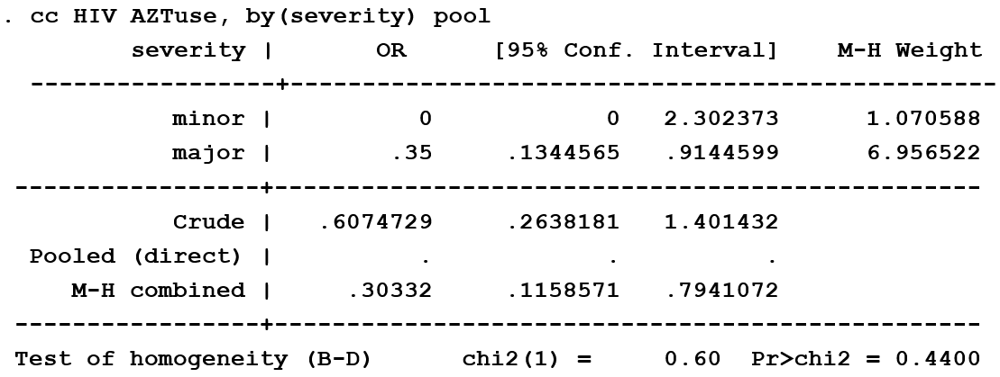 . cc HIV AZTuse, by(severity) pool
severity | OR [95% Conf. Interval] M-H Weight
-----------------+-------------------------------------------------
minor | 0 0 2.302373 1.070588
major | .35 .1344565 .9144599 6.956522
-----------------+-------------------------------------------------
Crude | .6074729 .2638181 1.401432
Pooled (direct) | . . .
M-H combined | .30332 .1158571 .7941072
-----------------+-------------------------------------------------
Test of homogeneity (B-D) chi2(1) = 0.60 Pr>chi2 = 0.4400